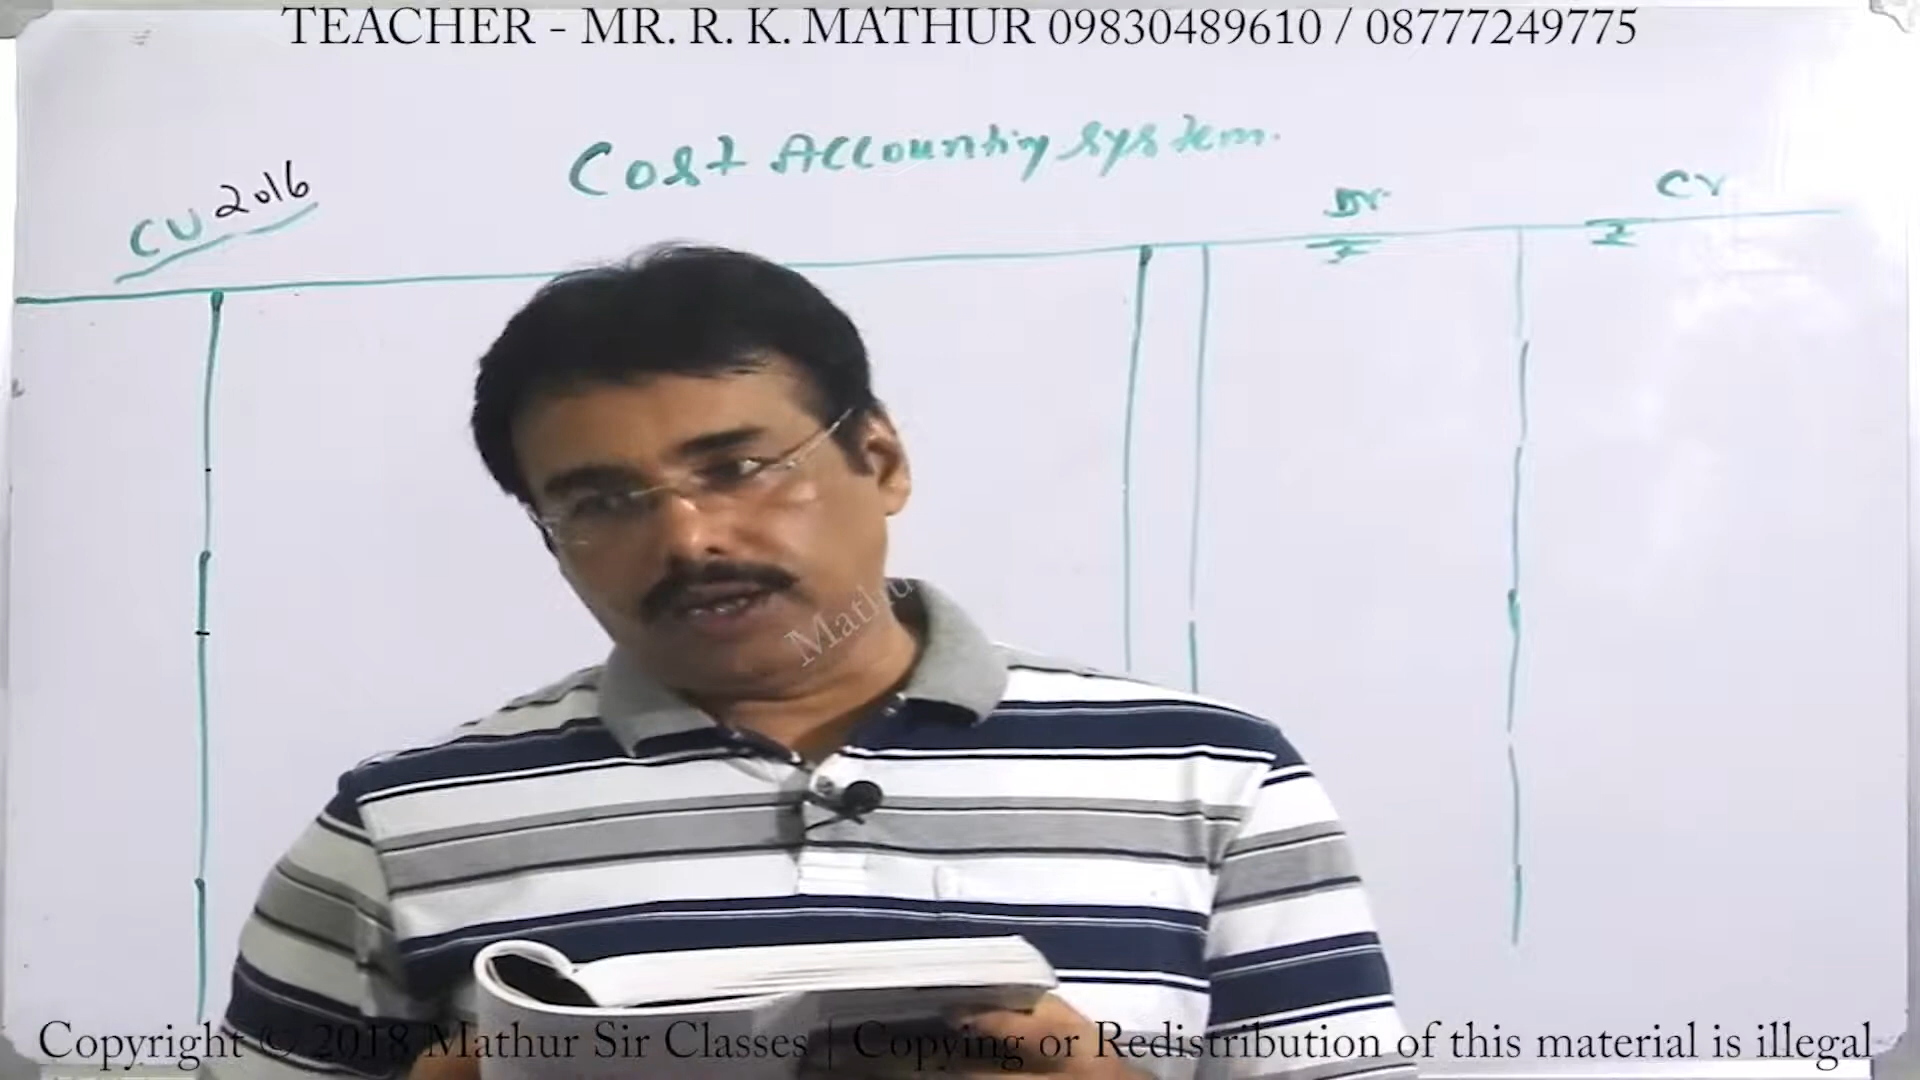 TEACHER - MR. R. K. MATHUR 09830489610 / 08777249775
Cost Accounting system.
CU 2016
Dr Cr
Mathu
Copyright © 2018 Mathur Sir Classes | Copying or Redistribution of this material is illegal